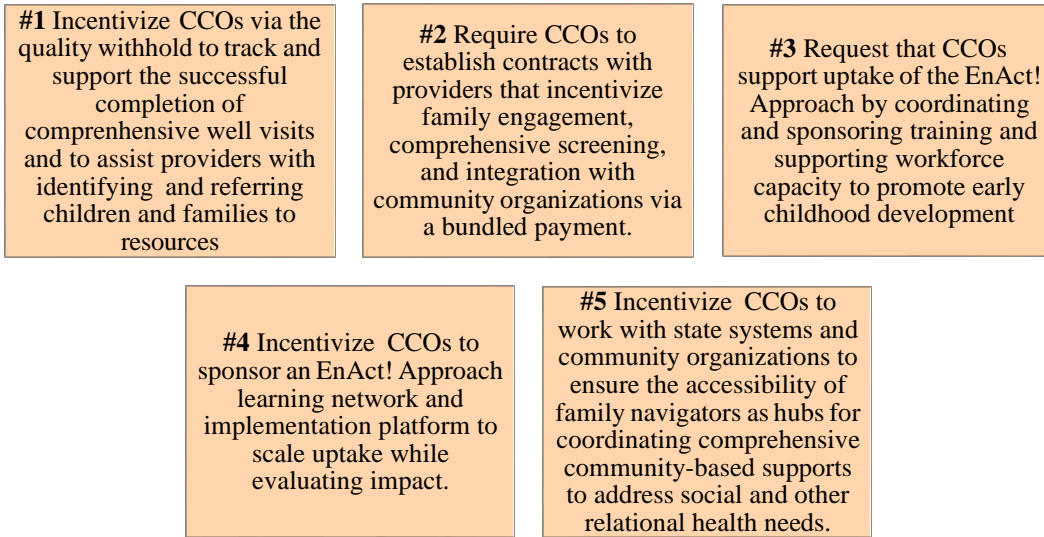 #1 Incentivize CCOs via the
quality withhold to track and
support the successful
completion of
comprenhensive well visits
and to assist providers with
identifying and referring
children and families to
resources
#2 Require CCOs to
establish contracts with
providers that incentivize
family engagement,
comprehensive screening,
and integration with
community organizations via
a bundled payment.
#3 Request that CCOs
support uptake of the EnAct!
Approach by coordinating
and sponsoring training and
supporting workforce
capacity to promote early
childhood development
#4 Incentivize CCOs to
sponsor an EnAct! Approach
learning network and
implementation platform to
scale uptake while
evaluating impact.
#5 Incentivize CCOs to
work with state systems and
community organizations to
ensure the accessibility of
family navigators as hubs for
coordinating comprehensive
community-based supports
to address social and other
relational health needs.